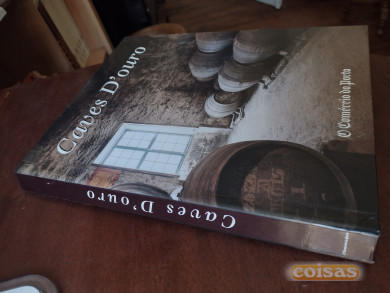 Caves D'ouro
O Comércio do Porto
Caves D'ouro
coisas